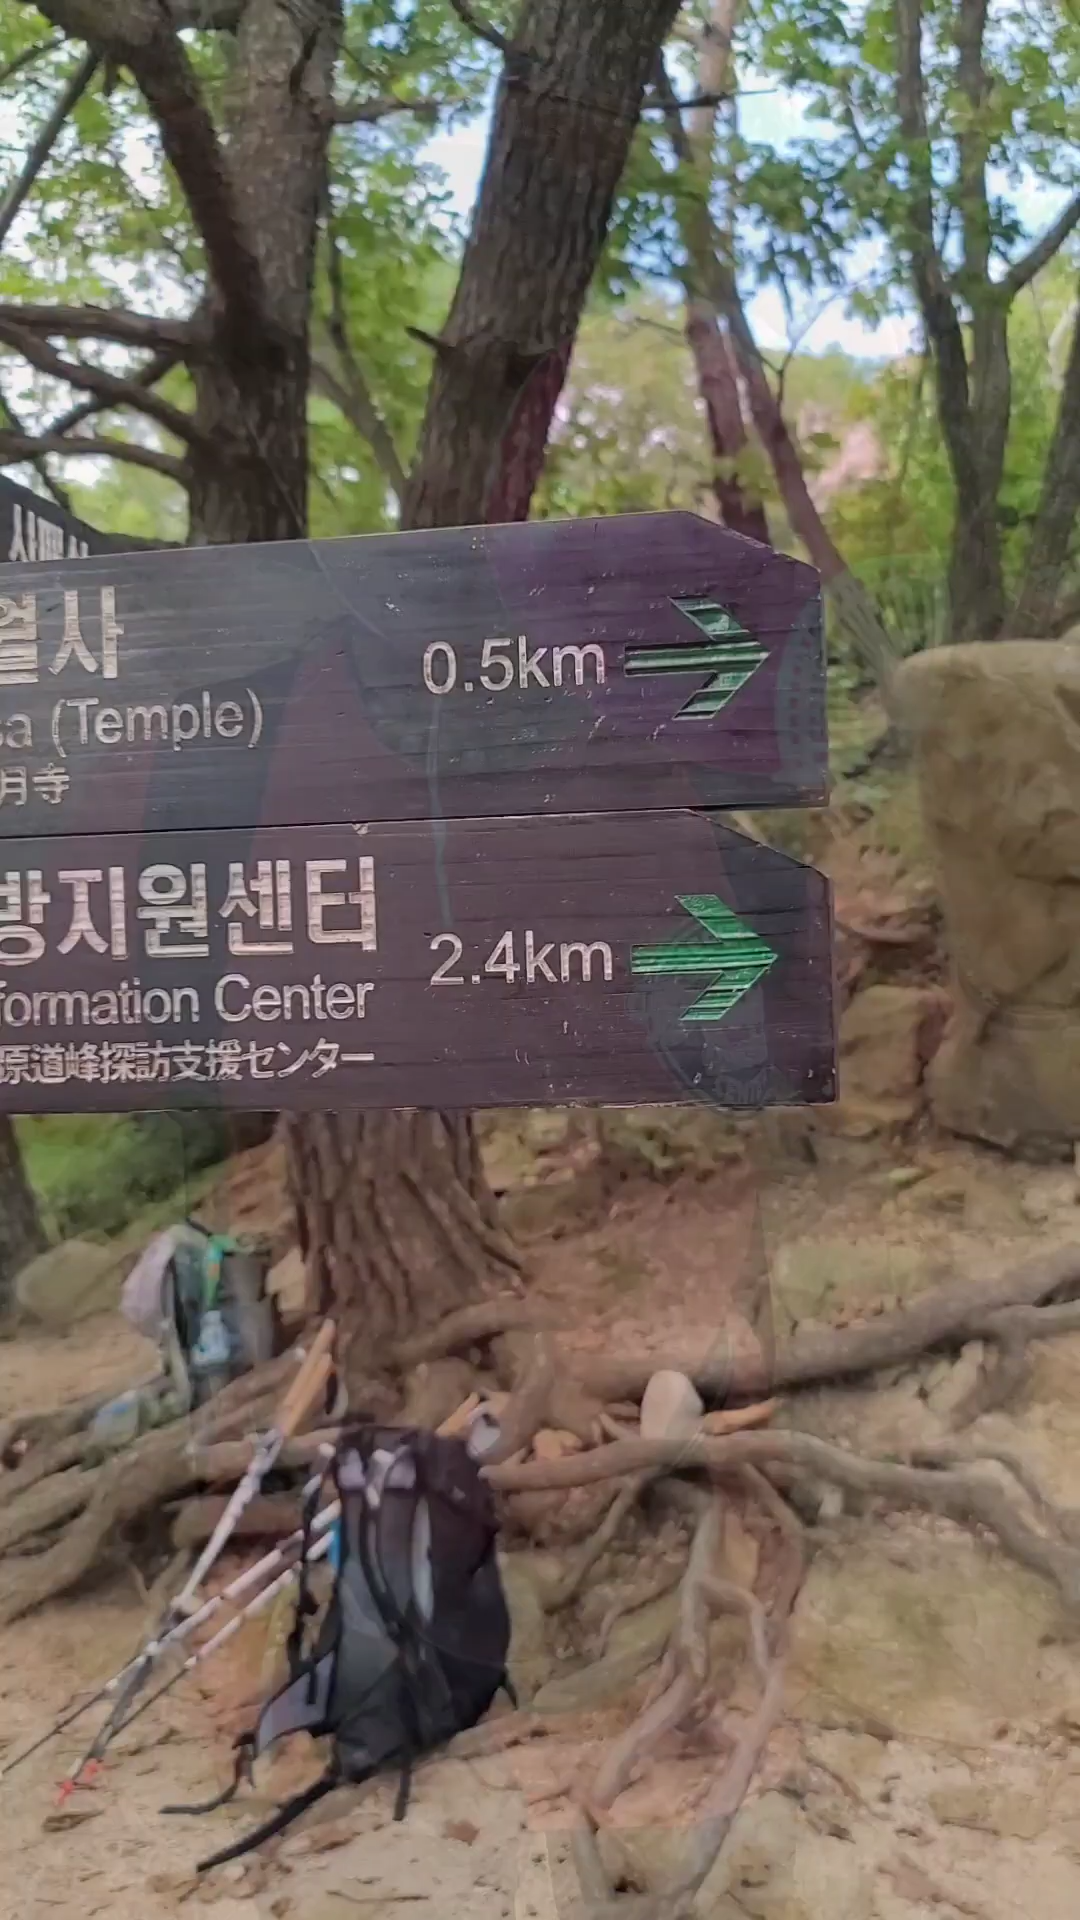 월사
0.5km
sa (Temple)
月寺
방지원센터
2.4km
formation Center
原道峰探訪支援センター